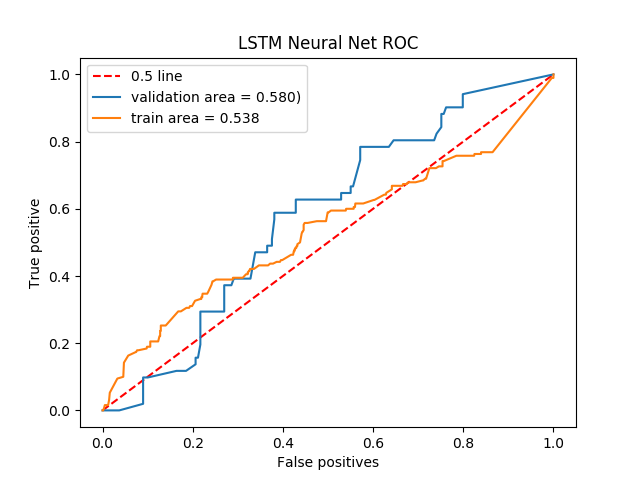 LSTM Neural Net ROC
0.5 line
validation area = 0.580)
train area = 0.538
1.0
0.8
0.6
0.4
0.2
0.0
True positive
0.0 0.2 0.4 0.6 0.8 1.0
False positives